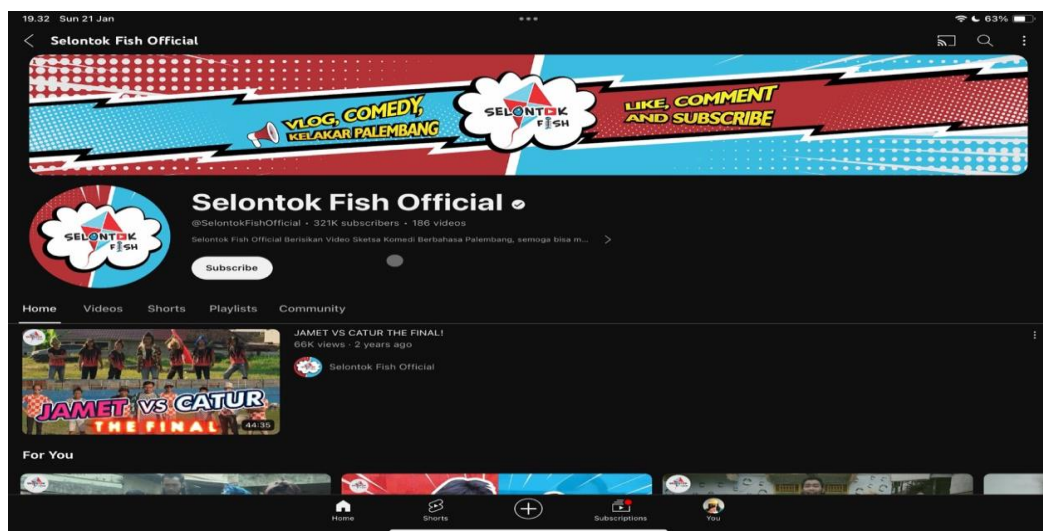 19.32 Sun 21 Jan
63%
Selontok Fish Official
VLOG, COMEDY,
KELAKAR PALEMBANG
SELONTOK
FISH
LIKE, COMMENT
AND SUBSCRIBE
SELONTOK
FISH
Selontok Fish Official
@SelontokFishOfficial • 321K subscribers • 186 videos
Selontok Fish Official Berisikan Video Sketsa Komedi Berbahasa Palembang, semoga bisa m...
Subscribe
Home Videos Shorts Playlists Community
JAMET VS CATUR THE FINAL!
66K views · 2 years ago
Selontok Fish Official
JAMET VS CATUR
THE FINAL
44:35
For You
Home Shorts Subscriptions You